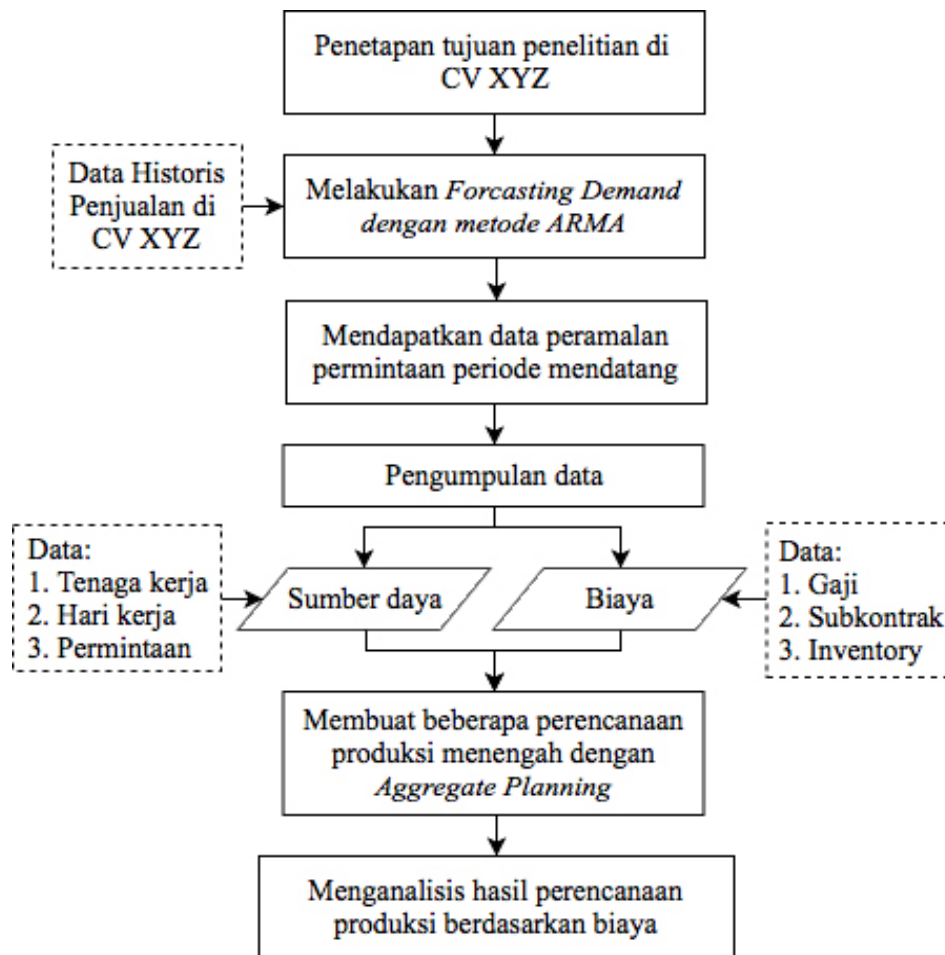 Penetapan tujuan penelitian di
CV XYZ
Data Historis
Penjualan di
CV XYZ
Melakukan Forcasting Demand
dengan metode ARMA
Mendapatkan data peramalan
permintaan periode mendatang
Pengumpulan data
Data:
1. Tenaga kerja
2. Hari kerja
3. Permintaan
Sumber daya
Biaya
Data:
1. Gaji
2. Subkontrak
3. Inventory
Membuat beberapa perencanaan
produksi menengah dengan
Aggregate Planning
Menganalisis hasil perencanaan
produksi berdasarkan biaya